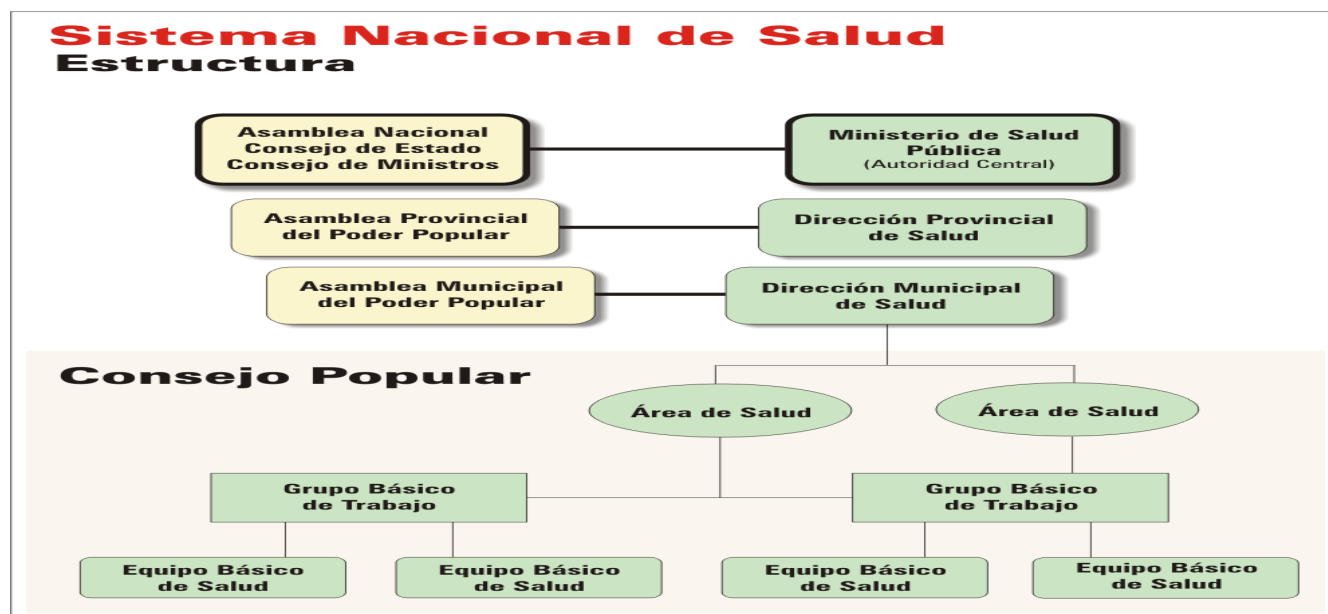 Sistema Nacional de Salud
Estructura
Asamblea Nacional
Consejo de Estado
Consejo de Ministros
Ministerio de Salud
Pública
(Autoridad Central)
Asamblea Provincial
del Poder Popular
Dirección Provincial
de Salud
Asamblea Municipal
del Poder Popular
Dirección Municipal
de Salud
Consejo Popular
Área de Salud
Área de Salud
Grupo Básico
de Trabajo
Grupo Básico
de Trabajo
Equipo Básico
de Salud
Equipo Básico
de Salud
Equipo Básico
de Salud
Equipo Básico
de Salud